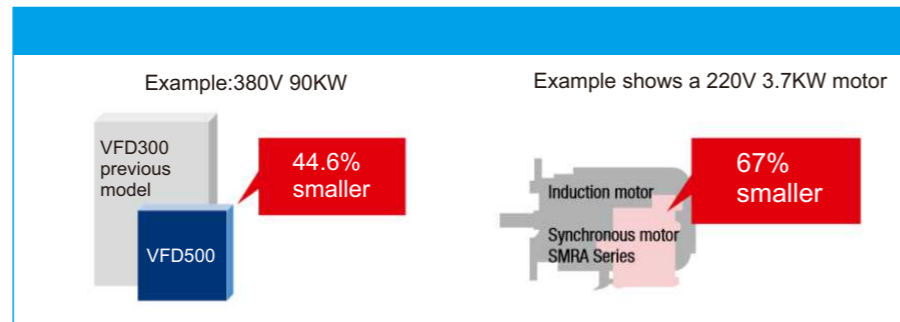 Example:380V 90KW
VFD300
previous
model
44.6%
smaller
VFD500
Example shows a 220V 3.7KW motor
Induction motor
67%
smaller
Synchronous motor
SMRA Series